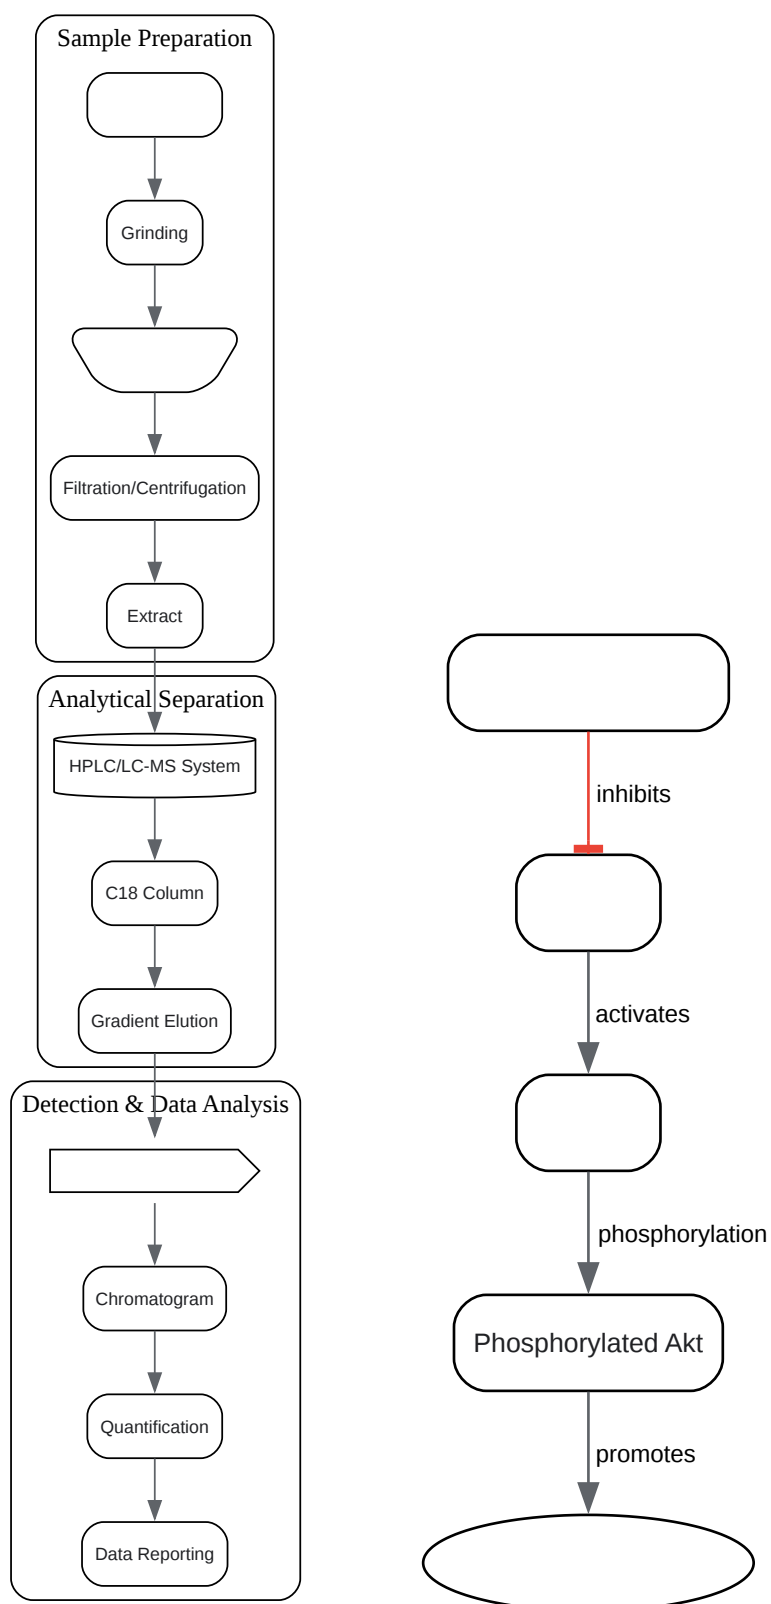 Sample Preparation
Grinding
Filtration/Centrifugation
Extract
Analytical Separation
HPLC/LC-MS System
C18 Column
Gradient Elution
Detection & Data Analysis
Chromatogram
Quantification
Data Reporting
inhibits
activates
phosphorylation
Phosphorylated Akt
promotes